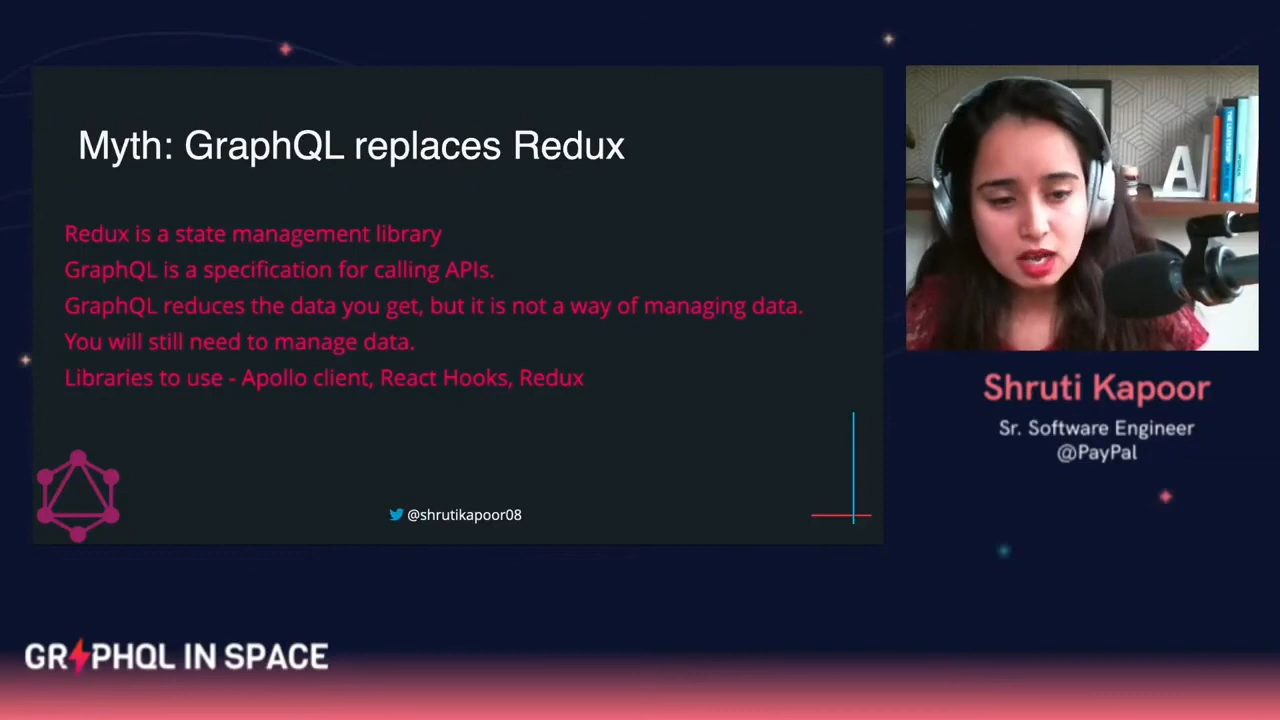 Myth: GraphQL replaces Redux
Redux is a state management library
GraphQL is a specification for calling APIs.
GraphQL reduces the data you get, but it is not a way of managing data.
You will still need to manage data.
Libraries to use - Apollo client, React Hooks, Redux
@shrutikapoor08
A
Shruti Kapoor
Sr. Software Engineer
@PayPal
GRAPHQL IN SPACE